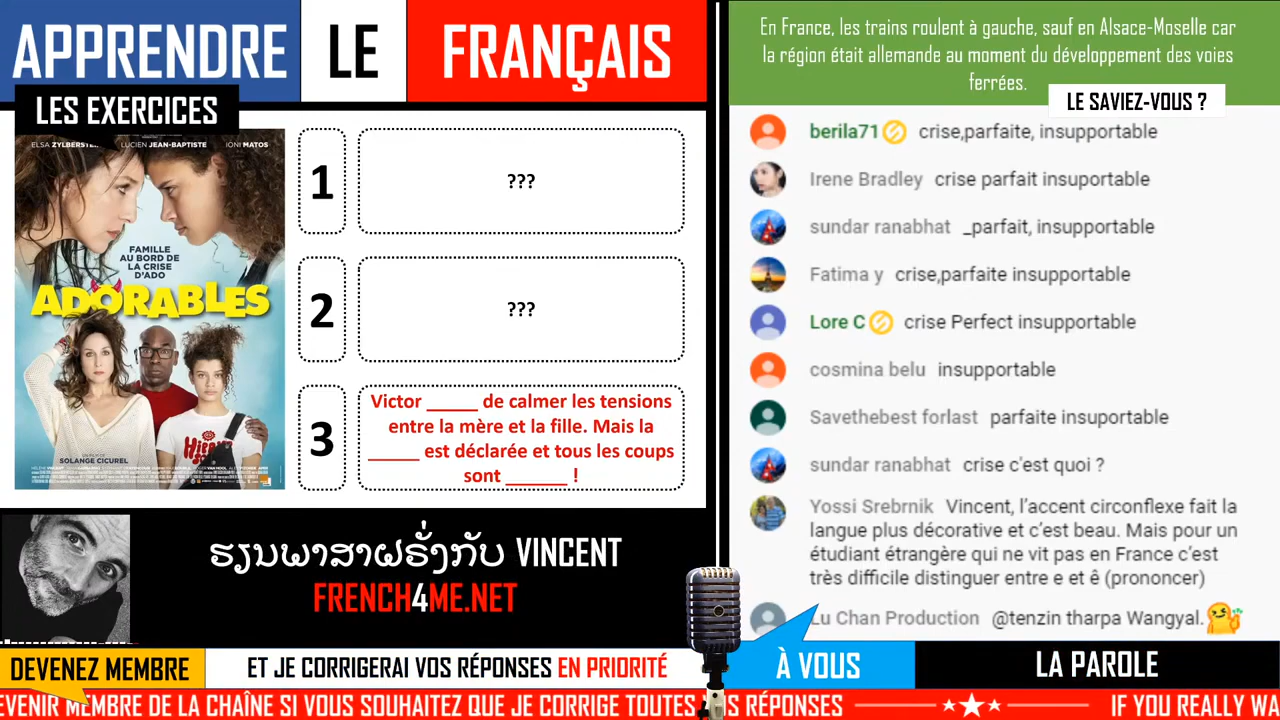 APPRENDRE LE FRANÇAIS
LES EXERCICES
ELSA ZYLBERSTEIN LUCIEN JEAN-BAPTISTE IONI MATOS
FAMILLE
AU BORD DE
LA CRISE
D'ADO
ADORABLES
UN FILM DE
SOLANGE CICUREL
1
???
2
???
3
Victor _____ de calmer les tensions
entre la mère et la fille. Mais la
_____ est déclarée et tous les coups
sont ______ !
ຮຽນພາສາຝຣັ່ງກັບ VINCENT
FRENCH4ME.NET
DEVENEZ MEMBRE
ET JE CORRIGERAI VOS RÉPONSES EN PRIORITÉ
En France, les trains roulent à gauche, sauf en Alsace-Moselle car
la région était allemande au moment du développement des voies
ferrées.
LE SAVIEZ-VOUS ?
berila71 crise,parfaite, insupportable
Irene Bradley crise parfait insuportable
sundar ranabhat _parfait, insupportable
Fatima y crise,parfaite insupportable
Lore C crise Perfect insupportable
cosmina belu insupportable
Savethebest forlast parfaite insuportable
sundar ranabhat crise c'est quoi ?
Yossi Srebrnik Vincent, l'accent circonflexe fait la
langue plus décorative et c'est beau. Mais pour un
étudiant étrangère qui ne vit pas en France c'est
très difficile distinguer entre e et ê (prononcer)
Lu Chan Production @tenzin tharpa Wangyal.
À VOUS
LA PAROLE
EVENIR MEMBRE DE LA CHAÎNE SI VOUS SOUHAITEZ QUE JE CORRIGE TOUTES VOS RÉPONSES IF YOU REALLY WA